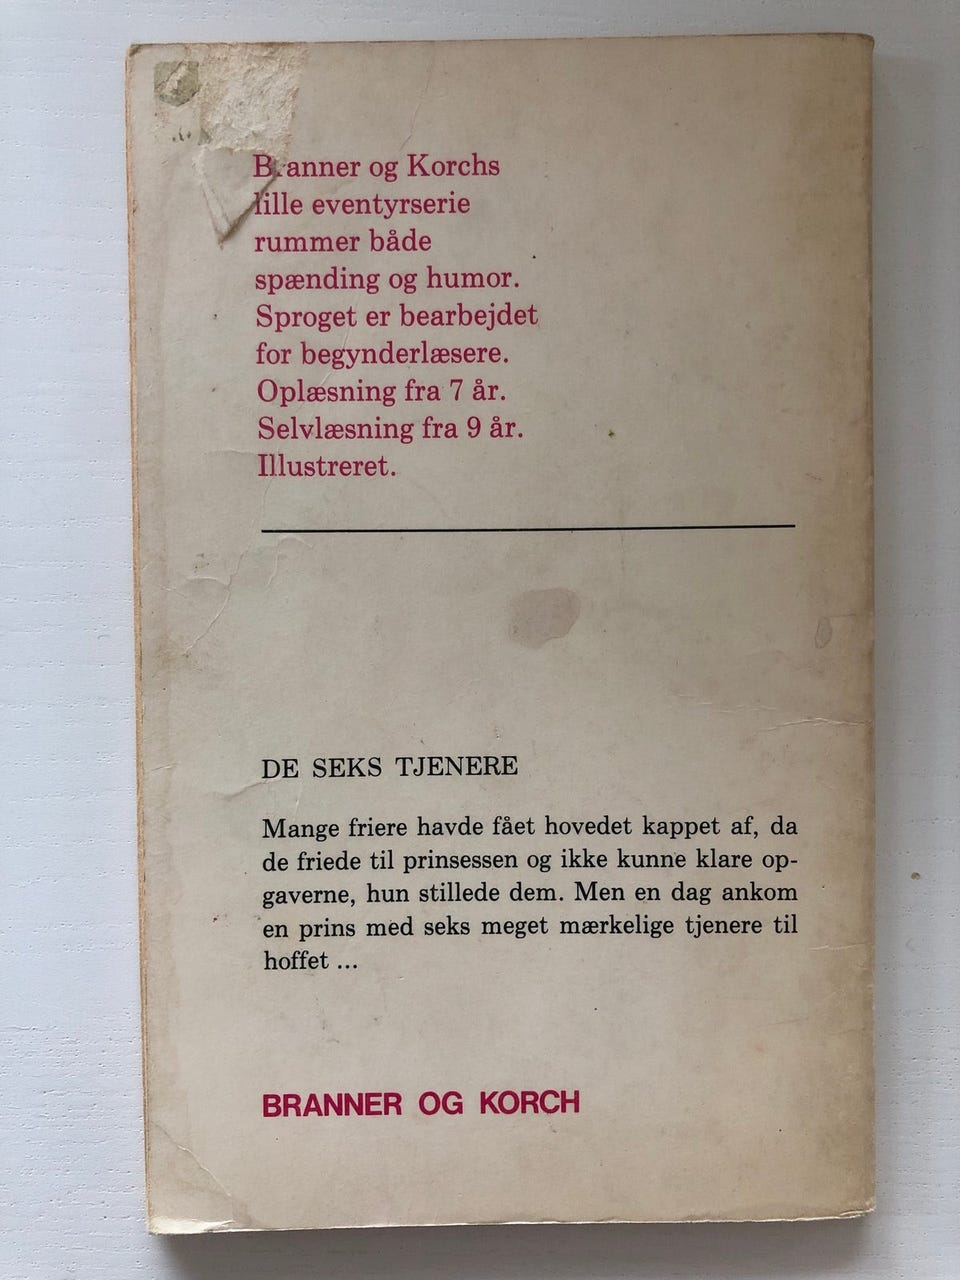 Branner og Korchs
lille eventyrserie
rummer både
spænding og humor.
Sproget er bearbejdet
for begynderlæsere.
Oplæsning fra 7 år.
Selvlæsning fra 9 år.
Illustreret.
DE SEKS TJENERE
Mange friere havde fået hovedet kappet af, da
de friede til prinsessen og ikke kunne klare op-
gaverne, hun stillede dem. Men en dag ankom
en prins med seks meget mærkelige tjenere til
hoffet ...
BRANNER OG KORCH